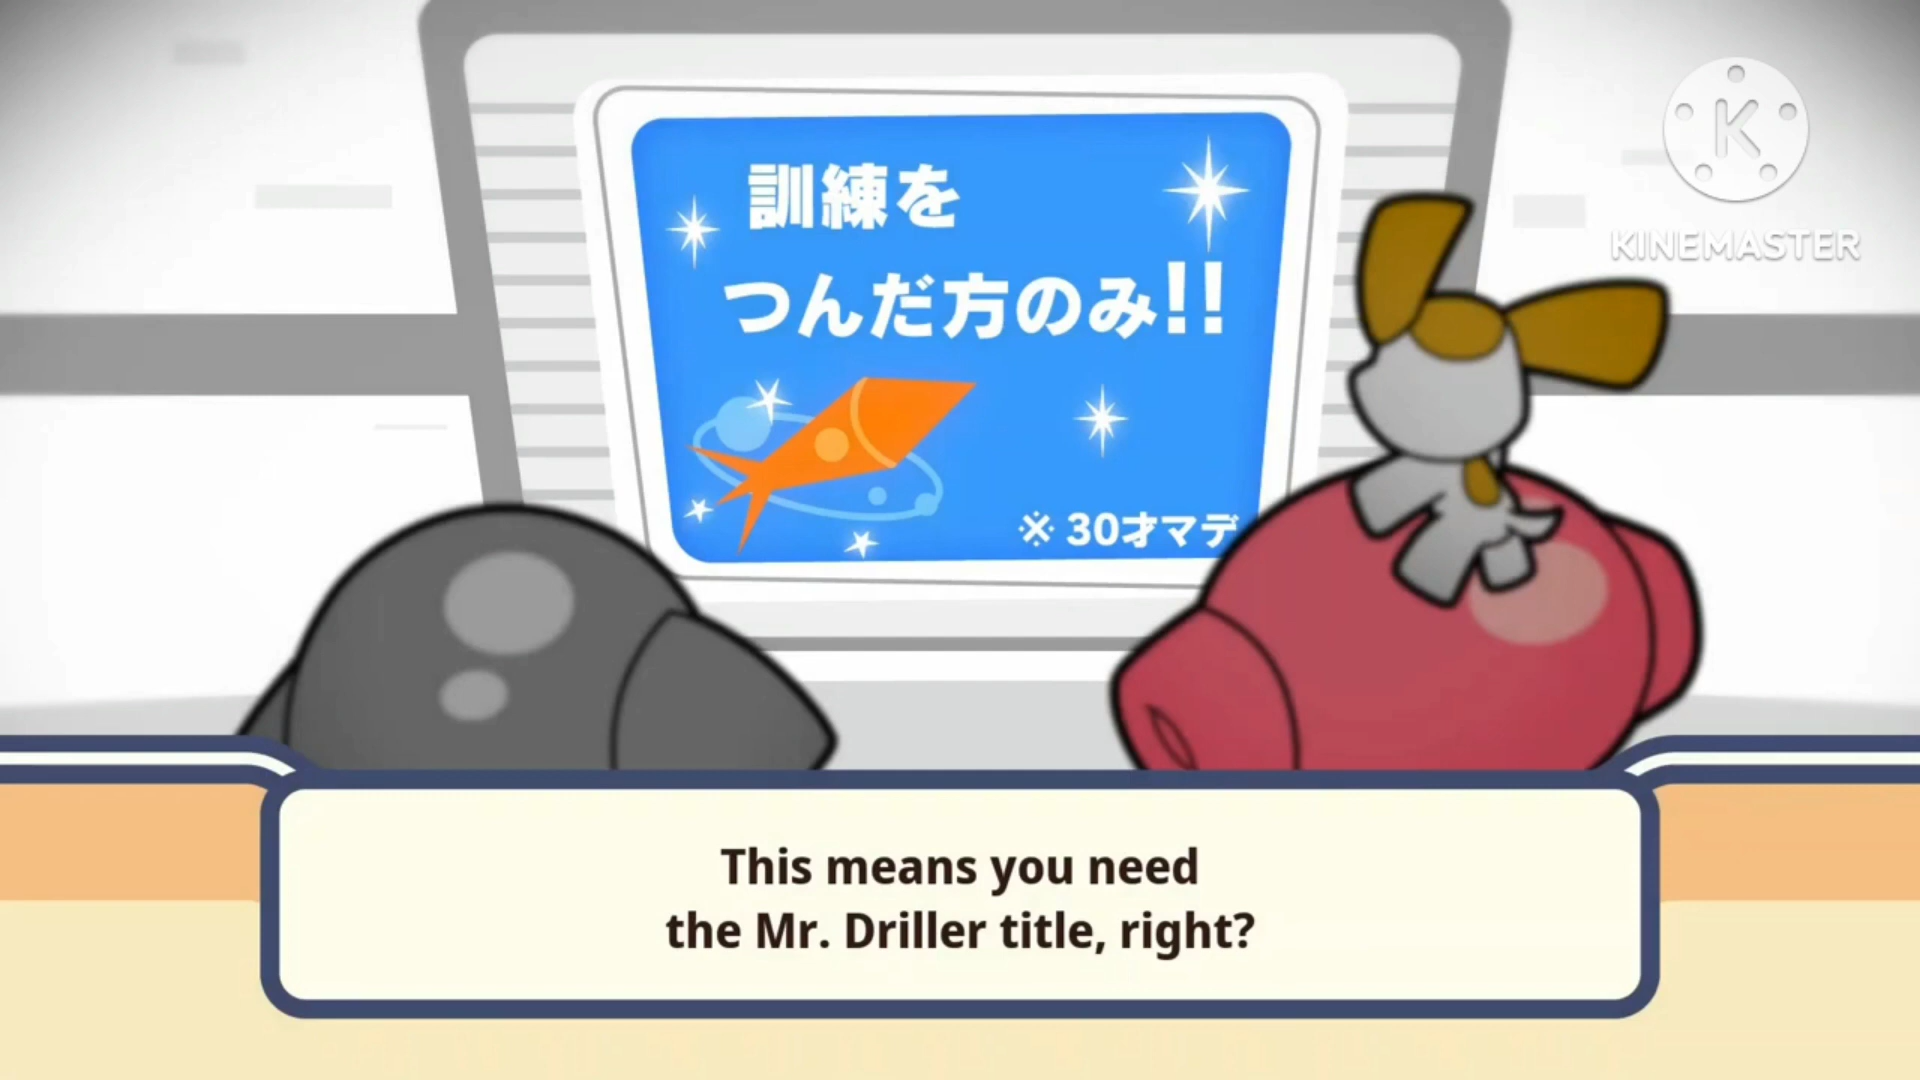 訓練を
つんだ方のみ!!
※ 30才マデ
K
KINEMASTER
This means you need
the Mr. Driller title, right?